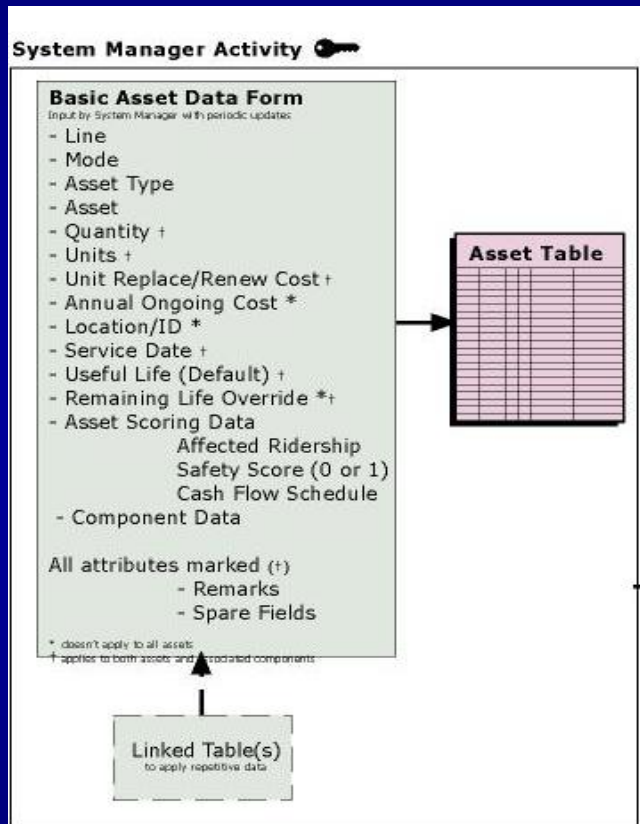 System Manager Activity
Basic Asset Data Form
Input by System Manager with periodic updates
- Line
- Mode
- Asset Type
- Asset
- Quantity †
- Units †
- Unit Replace/Renew Cost †
- Annual Ongoing Cost *
- Location/ID *
- Service Date †
- Useful Life (Default) †
- Remaining Life Override *†
- Asset Scoring Data
Affected Ridership
Safety Score (0 or 1)
Cash Flow Schedule
- Component Data
All attributes marked (†)
- Remarks
- Spare Fields
* doesn't apply to all assets
† applies to both assets and associated components
Asset Table
Linked Table(s)
to apply repetitive data